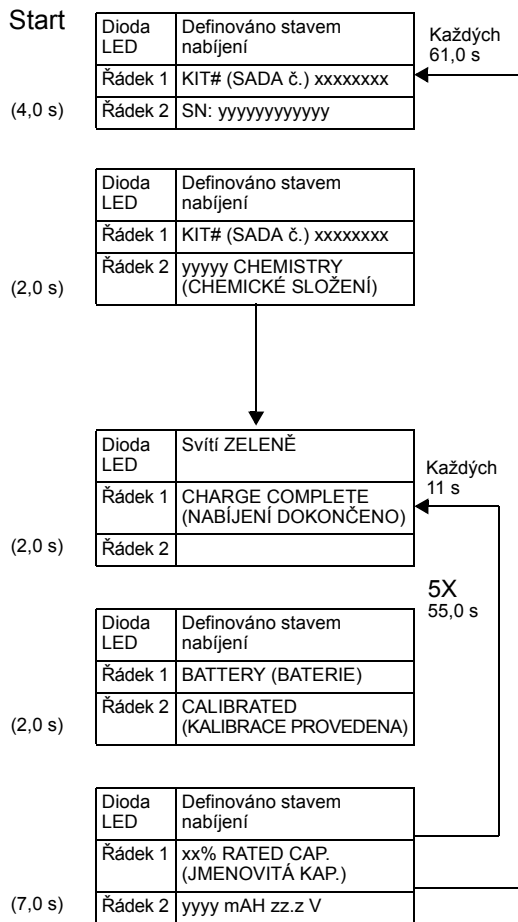 Start
Dioda LED
Definováno stavem nabíjení
Každých 61,0 s
Řádek 1 KIT# (SADA č.) xxxxxxxx
(4,0 s)
Řádek 2 SN: yyyyyyyyyyyy
Dioda LED
Definováno stavem nabíjení
Řádek 1 KIT# (SADA č.) xxxxxxxx
(2,0 s)
Řádek 2 yyyyy CHEMISTRY
(CHEMICKÉ SLOŽENÍ)
Dioda LED
Svítí ZELENĚ
Každých 11 s
Řádek 1 CHARGE COMPLETE
(NABÍJENÍ DOKONČENO)
(2,0 s)
Řádek 2
5X
55,0 s
Dioda LED
Definováno stavem nabíjení
Řádek 1 BATTERY (BATERIE)
(2,0 s)
Řádek 2 CALIBRATED
(KALIBRACE PROVEDENA)
Dioda LED
Definováno stavem nabíjení
Řádek 1 xx% RATED CAP.
(JMENOVITÁ KAP.)
(7,0 s)
Řádek 2 yyyy mAH zz.z V